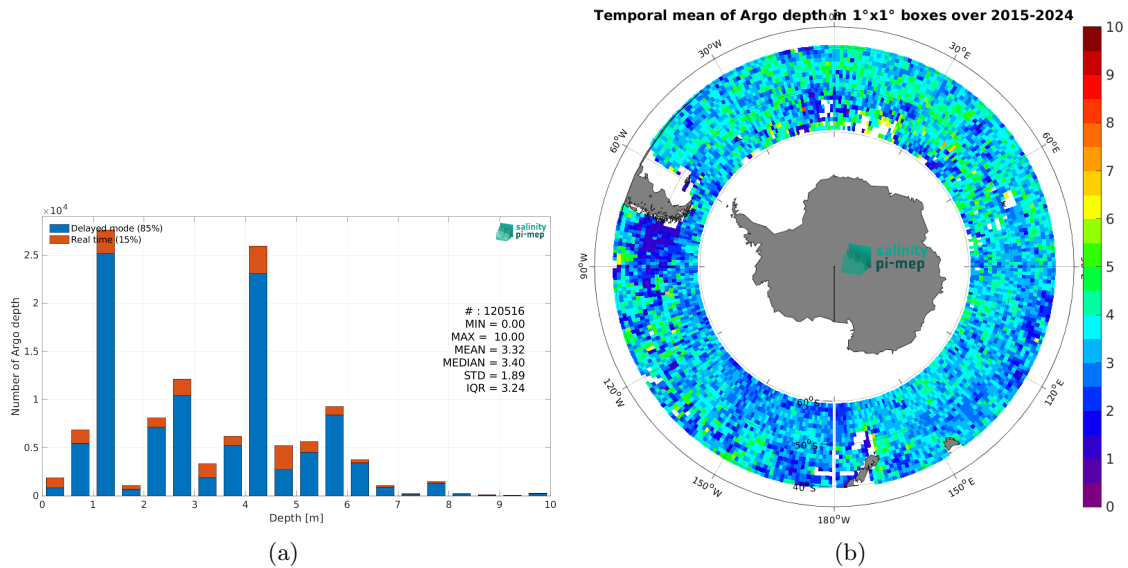 Temporal mean of Argo depth in 1°x1° boxes over 2015-2024
×10⁴
Delayed mode (85%)
Real time (15%)
salinity
pi-mep
2.5
2
1.5
1
0.5
0
Number of Argo depth
# : 120516
MIN = 0.00
MAX = 10.00
MEAN = 3.32
MEDIAN = 3.40
STD = 1.89
IQR = 3.24
0 1 2 3 4 5 6 7 8 9 10
Depth [m]
(a)
30°W
30°E
60°W
60°E
90°W
120°W
120°E
150°W
150°E
180°W
60°S
50°S
40°S
salinity
pi-mep
10
9
8
7
6
5
4
3
2
1
0
(b)